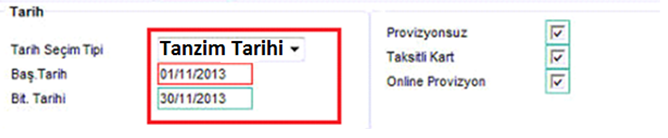 Tarih
Tarih Seçim Tipi Tanzim Tarihi
Baş.Tarih 01/11/2013
Bit. Tarihi 30/11/2013
Provizyonsuz
Taksitli Kart
Online Provizyon